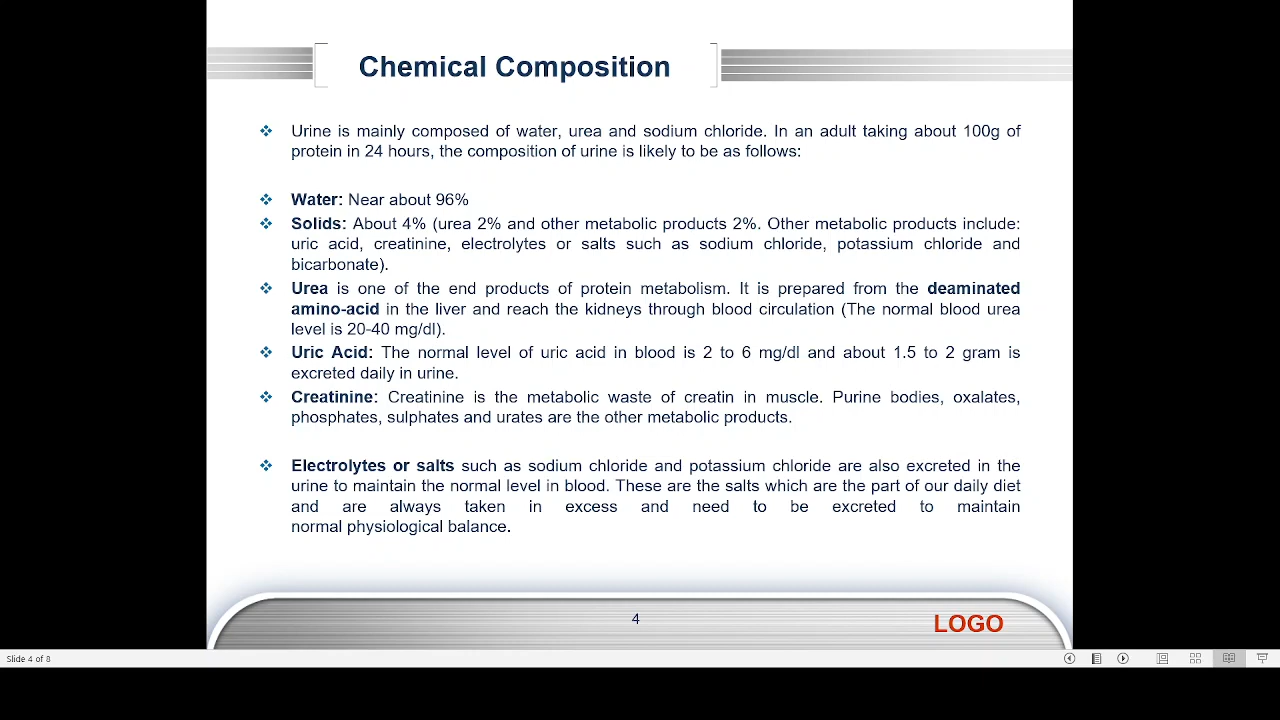 Chemical Composition
Urine is mainly composed of water, urea and sodium chloride. In an adult taking about 100g of
protein in 24 hours, the composition of urine is likely to be as follows:
Water: Near about 96%
Solids: About 4% (urea 2% and other metabolic products 2%. Other metabolic products include:
uric acid, creatinine, electrolytes or salts such as sodium chloride, potassium chloride and
bicarbonate).
Urea is one of the end products of protein metabolism. It is prepared from the deaminated
amino-acid in the liver and reach the kidneys through blood circulation (The normal blood urea
level is 20-40 mg/dl).
Uric Acid: The normal level of uric acid in blood is 2 to 6 mg/dl and about 1.5 to 2 gram is
excreted daily in urine.
Creatinine: Creatinine is the metabolic waste of creatin in muscle. Purine bodies, oxalates,
phosphates, sulphates and urates are the other metabolic products.
Electrolytes or salts such as sodium chloride and potassium chloride are also excreted in the
urine to maintain the normal level in blood. These are the salts which are the part of our daily diet
and are always taken in excess and need to be excreted to maintain
normal physiological balance.
4
LOGO
Slide 4 of 8